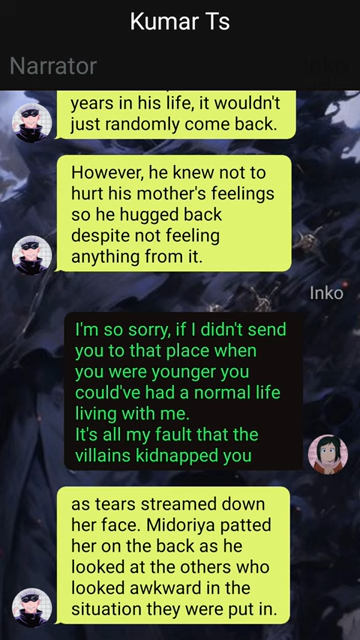 Kumar Ts
Narrator
Inko
years in his life, it wouldn't
just randomly come back.
However, he knew not to
hurt his mother's feelings
so he hugged back
despite not feeling
anything from it.
Inko
I'm so sorry, if I didn't send
you to that place when
you were younger you
could've had a normal life
living with me.
It's all my fault that the
villains kidnapped you
as tears streamed down
her face. Midoriya patted
her on the back as he
looked at the others who
looked awkward in the
situation they were put in.